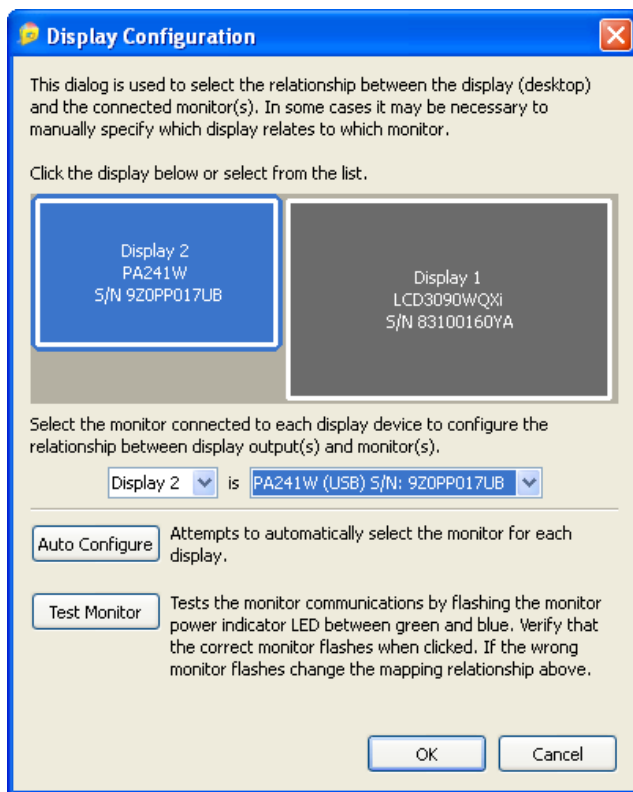 Display Configuration
This dialog is used to select the relationship between the display (desktop)
and the connected monitor(s). In some cases it may be necessary to
manually specify which display relates to which monitor.
Click the display below or select from the list.
Display 2
PA241W
S/N 9Z0PP017UB
Display 1
LCD3090WQXi
S/N 83100160YA
Select the monitor connected to each display device to configure the
relationship between display output(s) and monitor(s).
Display 2 is PA241W (USB) S/N: 9Z0PP017UB
Auto Configure
Attempts to automatically select the monitor for each
display.
Test Monitor
Tests the monitor communications by flashing the monitor
power indicator LED between green and blue. Verify that
the correct monitor flashes when clicked. If the wrong
monitor flashes change the mapping relationship above.
OK Cancel